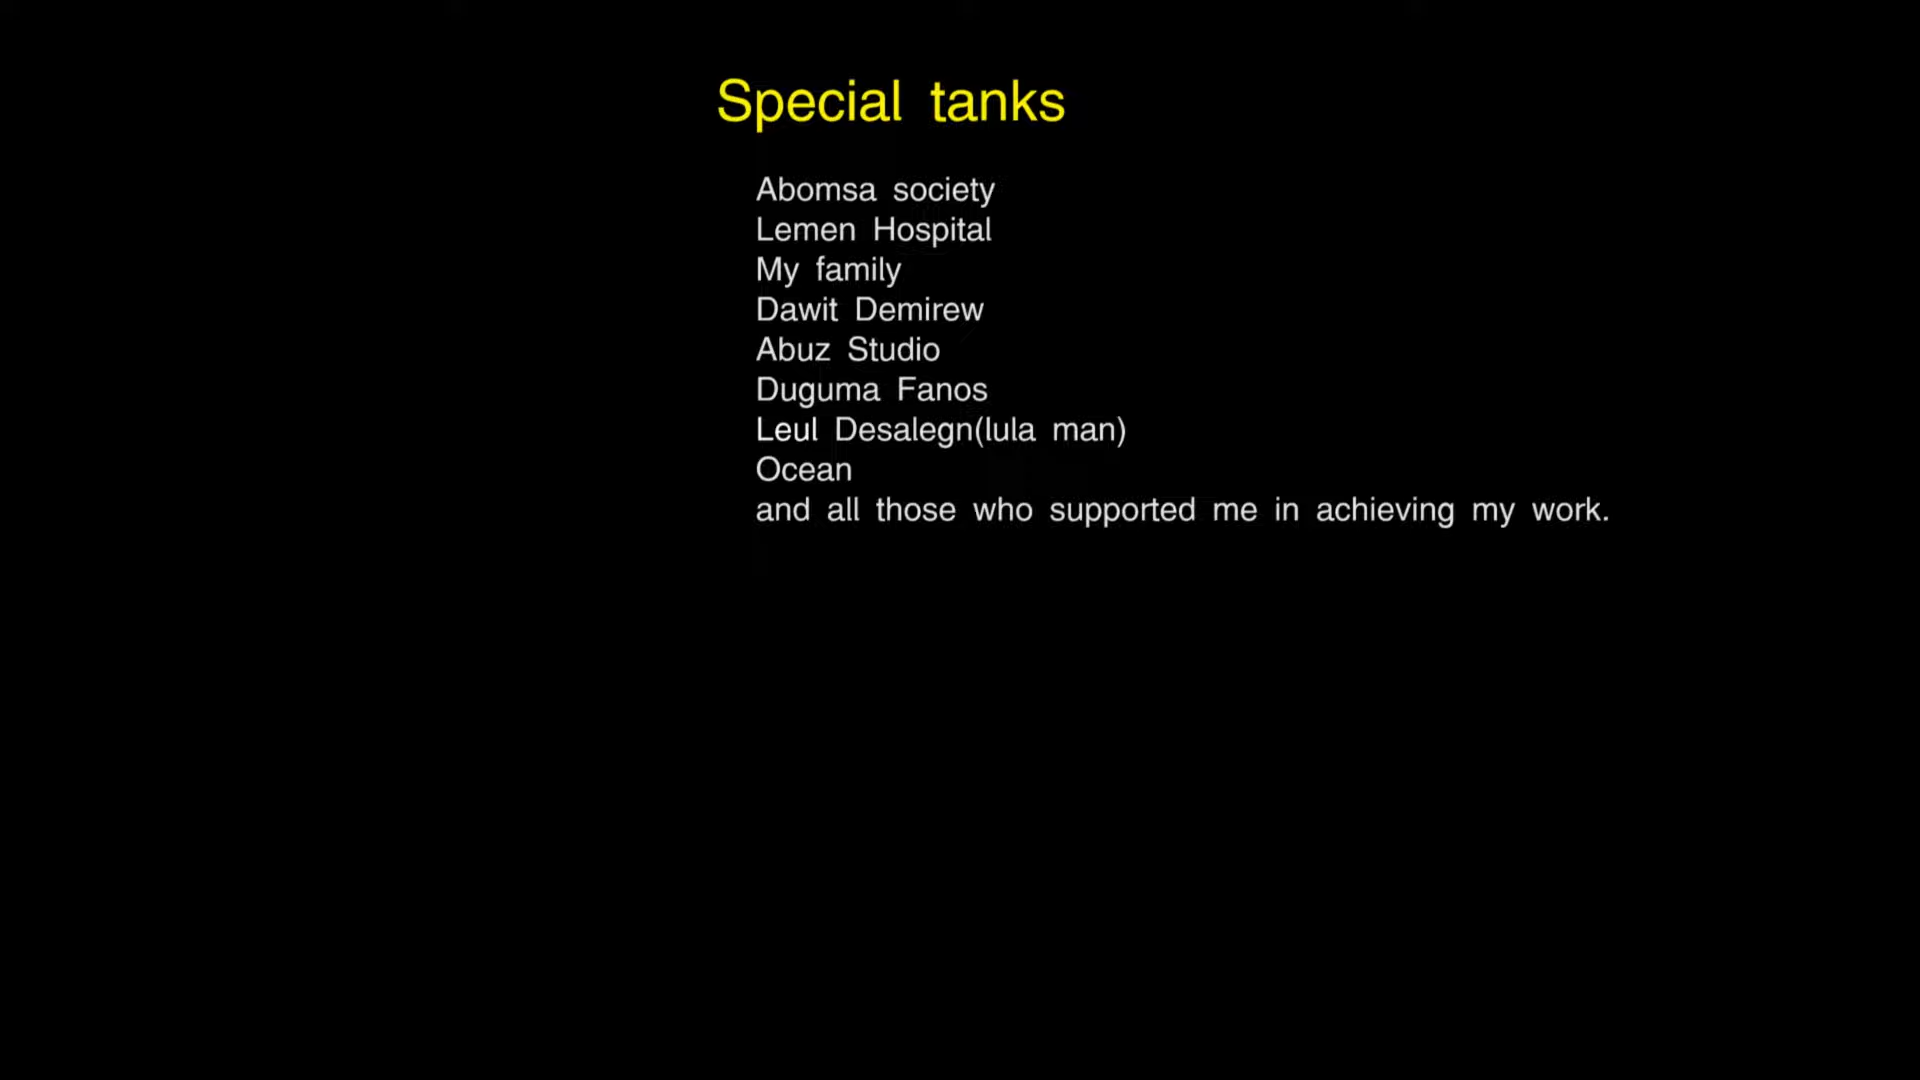 Special tanks
Abomsa society
Lemen Hospital
My family
Dawit Demirew
Abuz Studio
Duguma Fanos
Leul Desalegn(lula man)
Ocean
and all those who supported me in achieving my work.